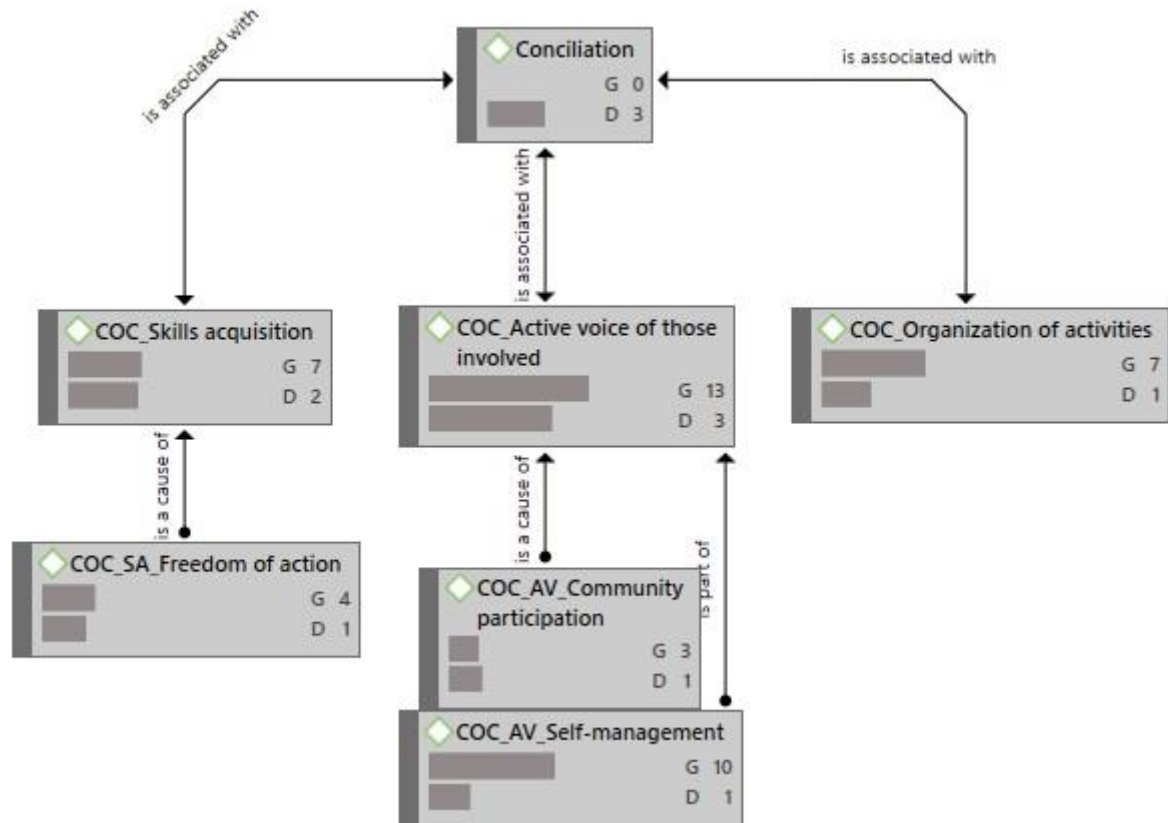 Conciliation
G 0
D 3
is associated with
is associated with
is associated with
COC_Skills acquisition
G 7
D 2
COC_Active voice of those
involved
G 13
D 3
COC_Organization of activities
G 7
D 1
is a cause of
is a cause of
is part of
COC_SA_Freedom of action
G 4
D 1
COC_AV_Community
participation
G 3
D 1
COC_AV_Self-management
G 10
D 1